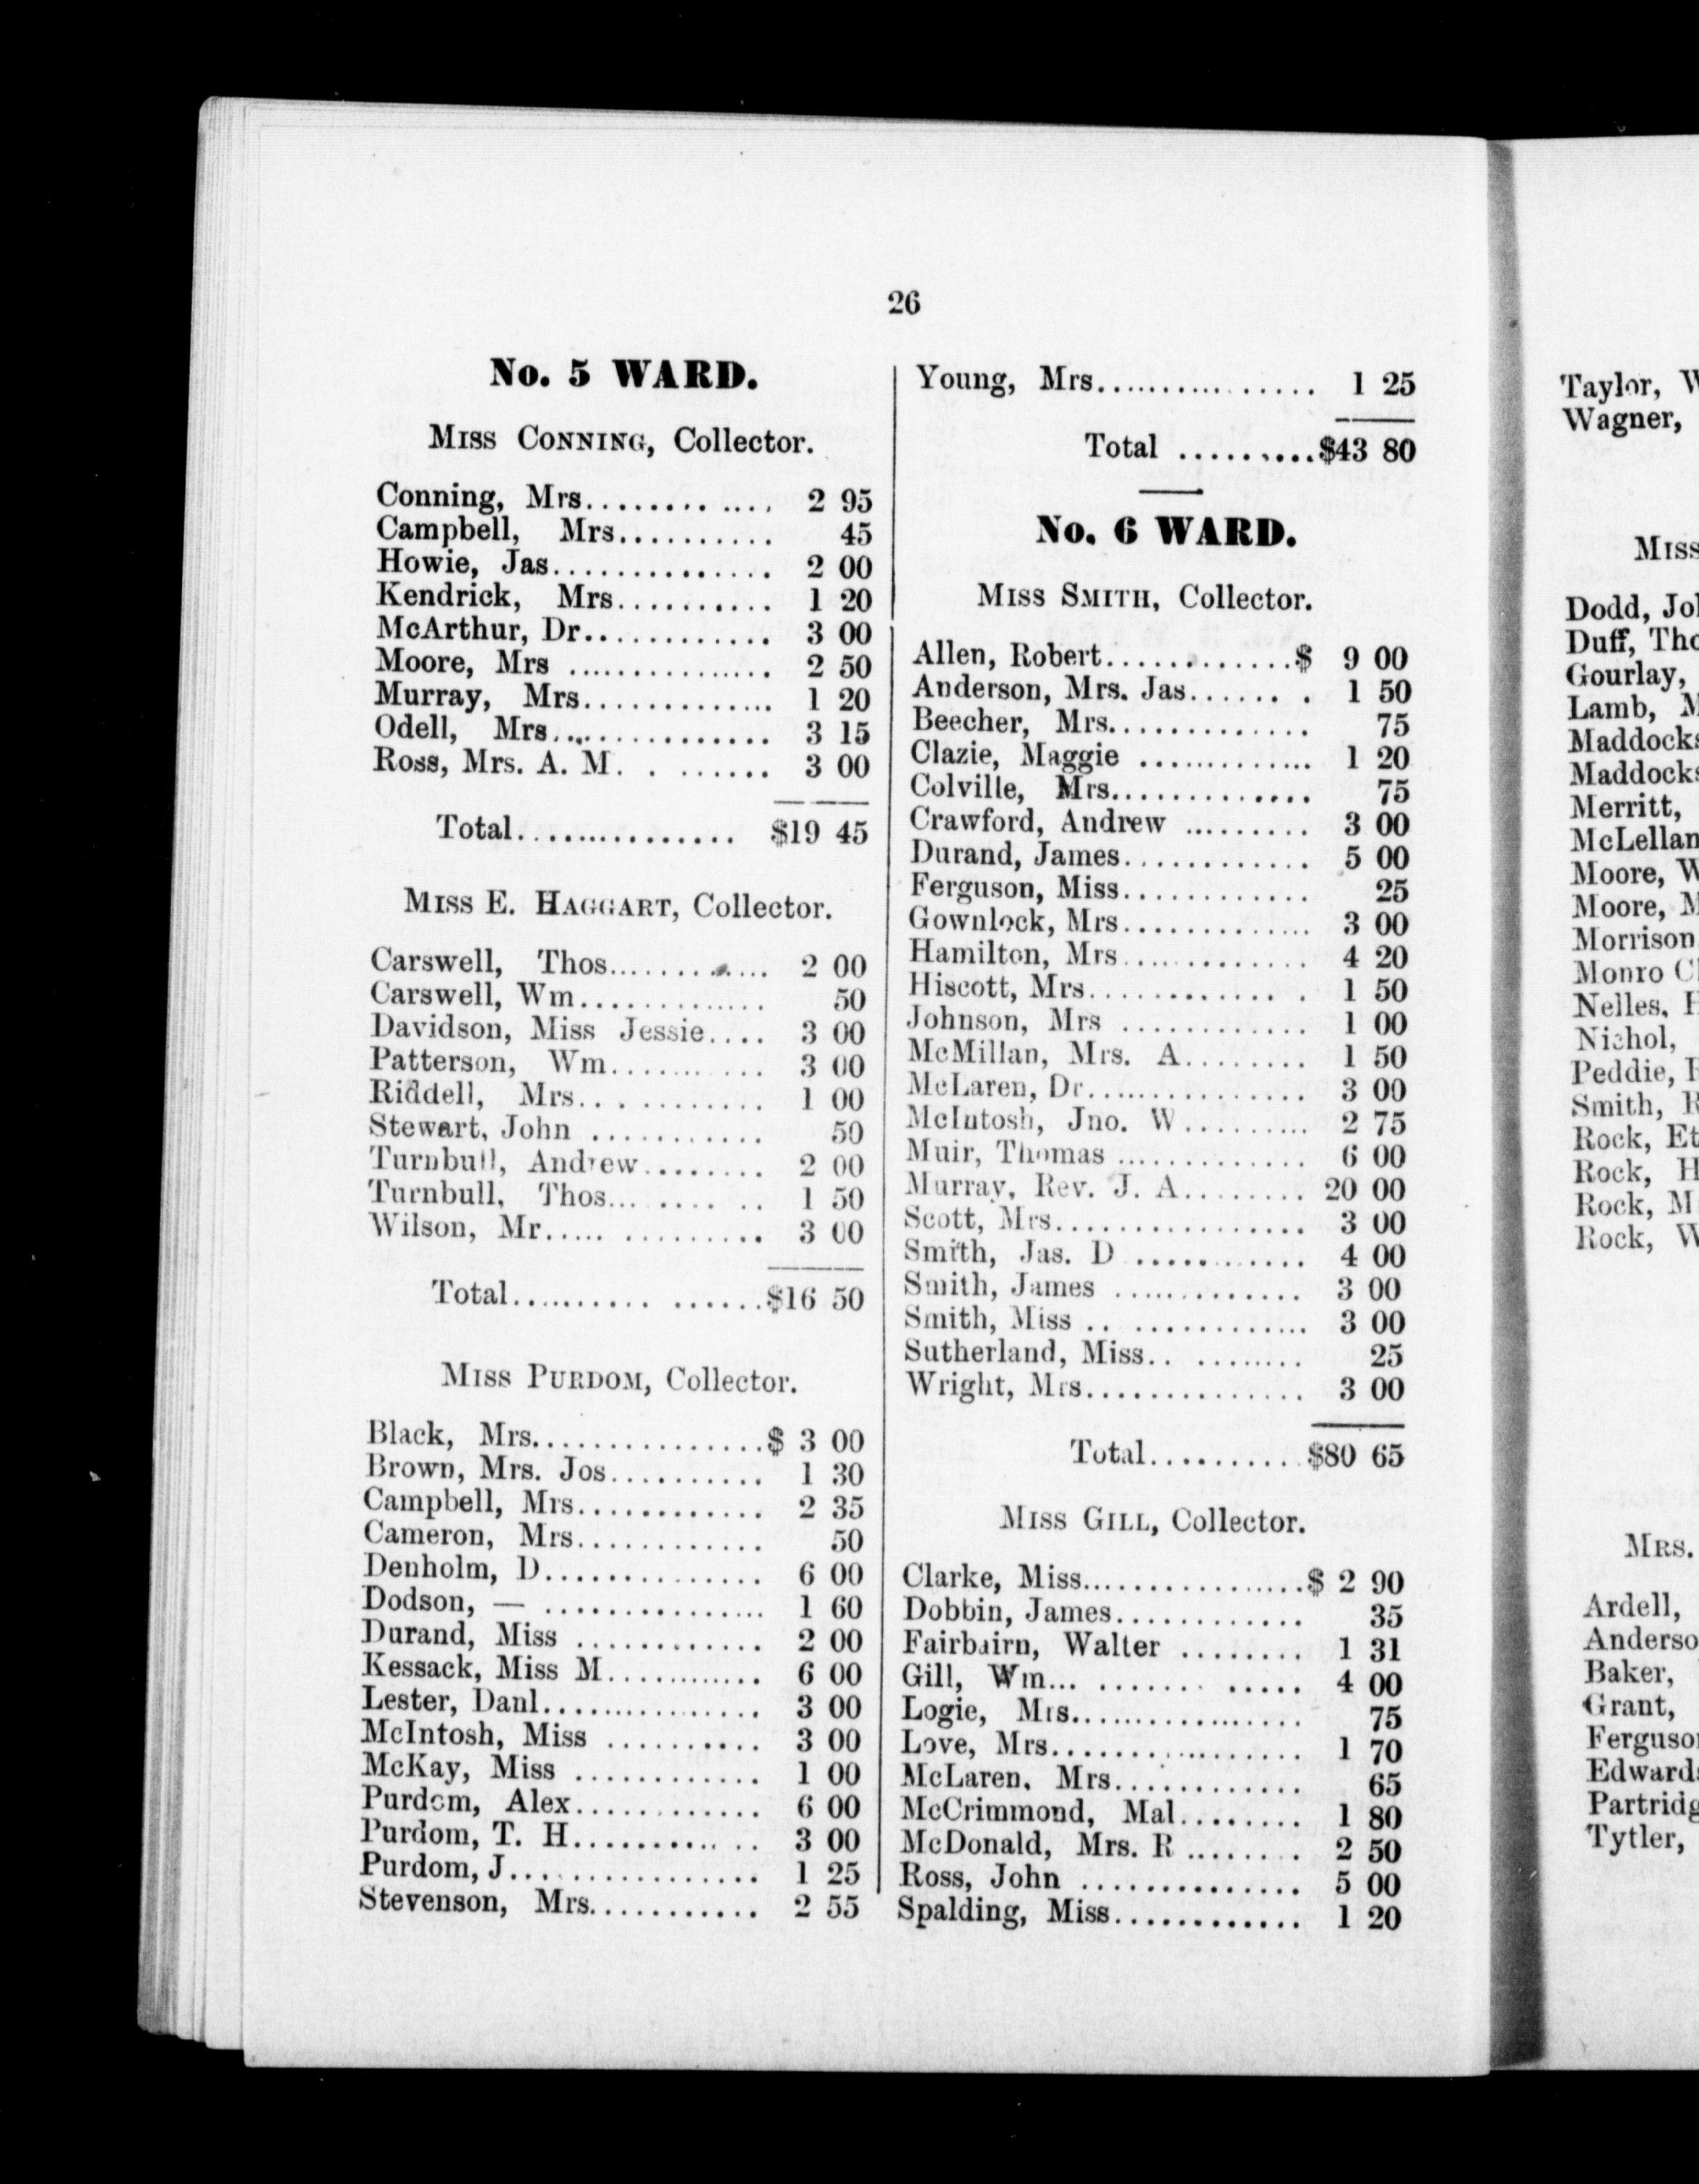 26
No. 5 WARD.
MISS CONNING, Collector.
Conning, Mrs............. 2 95
Campbell, Mrs.......... 45
Howie, Jas............... 2 00
Kendrick, Mrs.......... 1 20
McArthur, Dr............ 3 00
Moore, Mrs ................ 2 50
Murray, Mrs.............. 1 20
Odell, Mrs............... 3 15
Ross, Mrs. A. M. ........ 3 00
Total............... $19 45
MISS E. HAGGART, Collector.
Carswell, Thos............. 2 00
Carswell, Wm............. 50
Davidson, Miss Jessie.... 3 00
Patterson, Wm........... 3 00
Riddell, Mrs............. 1 00
Stewart, John ........... 50
Turnbull, Andrew........ 2 00
Turnbull, Thos... ...... .. 1 50
Wilson, Mr..... ......... 3 00
Total.......... ......$16 50
MISS PURDOM, Collector.
Black, Mrs................$ 3 00
Brown, Mrs. Jos.......... 1 30
Campbell, Mrs............. 2 35
Cameron, Mrs............ 50
Denholm, D............... 6 00
Dodson, — ................ 1 60
Durand, Miss ............ 2 00
Kessack, Miss M............ 6 00
Lester, Danl................ 3 00
McIntosh, Miss .......... 3 00
McKay, Miss ............ 1 00
Purdom, Alex............ 6 00
Purdom, T. H........... .. 3 00
Purdom, J................. 1 25
Stevenson, Mrs........... 2 55
Young, Mrs........... ...... 1 25
Total ..........$43 80
No. 6 WARD.
MISS SMITH, Collector.
Allen, Robert.............$ 9 00
Anderson, Mrs. Jas...... . 1 50
Beecher, Mrs............. 75
Clazie, Maggie ............. 1 20
Colville, Mrs............. 75
Crawford, Andrew ......... 3 00
Durand, James............ 5 00
Ferguson, Miss............ 25
Gownlock, Mrs............. 3 00
Hamilton, Mrs............. 4 20
Hiscott, Mrs............. . 1 50
Johnson, Mrs ............ 1 00
McMillan, Mrs. A........ 1 50
McLaren, Dr............... 3 00
McIntosh, Jno. W......... 2 75
Muir, Thomas .............. 6 00
Murray, Rev. J. A........ 20 00
Scott, Mrs................ 3 00
Smith, Jas. D ........... 4 00
Smith, James ............. 3 00
Smith, Miss .. ............. 3 00
Sutherland, Miss.. ......... 25
Wright, Mrs.............. 3 00
Total..........$80 65
MISS GILL, Collector.
Clarke, Miss.................$ 2 90
Dobbin, James............ 35
Fairbairn, Walter ........ 1 31
Gill, Wm... ....... ..... 4 00
Logie, Mrs................ 75
Love, Mrs................ 1 70
McLaren, Mrs............ 65
McCrimmond, Mal........ 1 80
McDonald, Mrs. R ........ 2 50
Ross, John .............. 5 00
Spalding, Miss............ 1 20
Taylor, W
Wagner,
MISS
Dodd, Jo
Duff, Tho
Gourlay,
Lamb, M
Maddocks
Maddocks
Merritt,
McLellan
Moore, W
Moore, M
Morrison
Monro
Nelles,
Nichol,
Peddie,
Smith, R
Rock, Et
Rock, H
Rock, M
Rock, W
MRS.
Ardell,
Anderso
Baker,
Grant,
Ferguso
Edward
Partridg
Tytler,